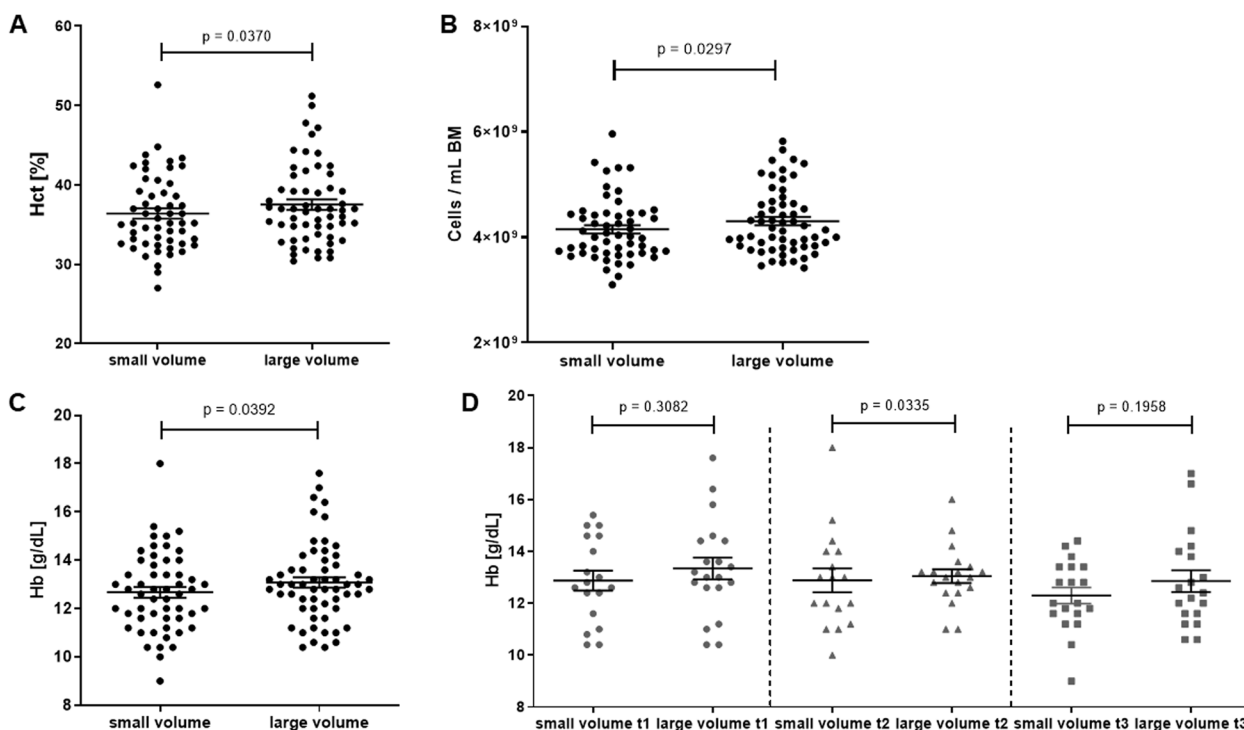 A
60
50
40
30
20
Hct [%]
p = 0.0370
small volume
large volume
B
8×10⁹
6×10⁹
4×10⁹
2×10⁹
Cells / mL BM
p = 0.0297
small volume
large volume
C
20
18
16
14
12
10
8
Hb [g/dL]
p = 0.0392
small volume
large volume
D
20
18
16
14
12
10
8
Hb [g/dL]
p = 0.3082
p = 0.0335
p = 0.1958
small volume t1
large volume t1
small volume t2
large volume t2
small volume t3
large volume t3